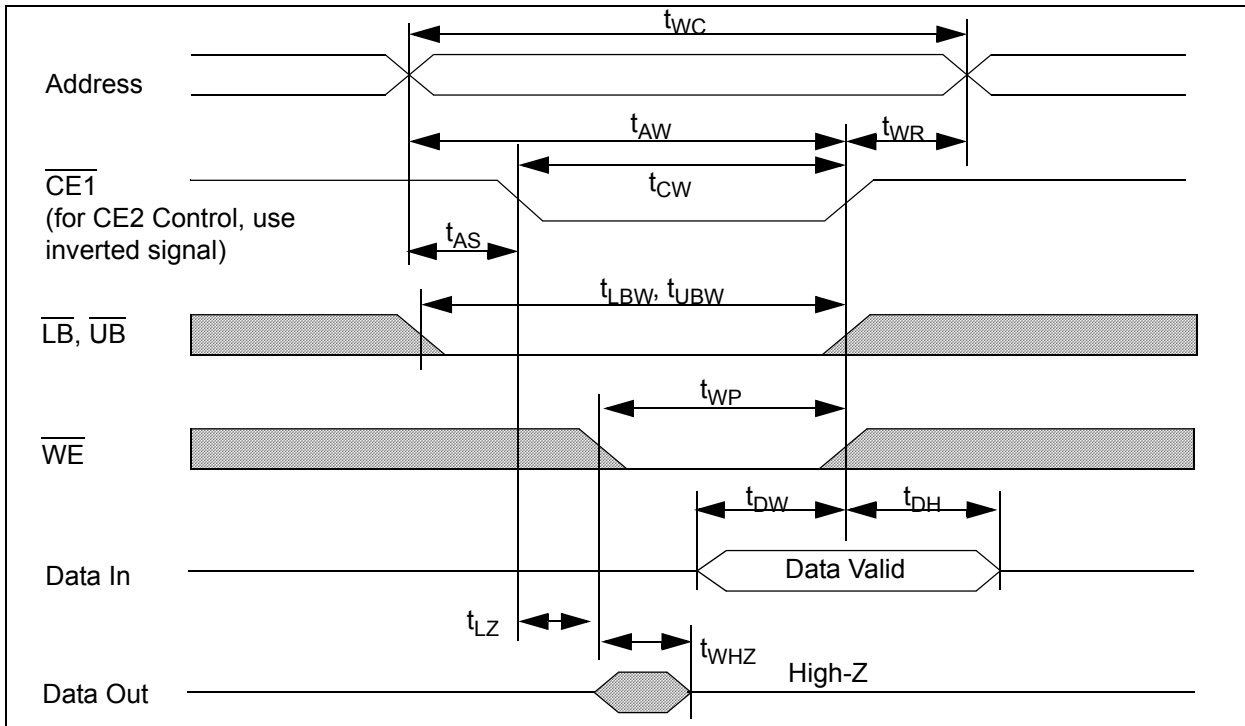 tWC
Address
tAW
tWR
CE1
(for CE2 Control, use
inverted signal)
tCW
tAS
tLBW, tUBW
LB, UB
tWP
WE
tDW
tDH
Data In
Data Valid
tLZ
tWHZ
High-Z
Data Out